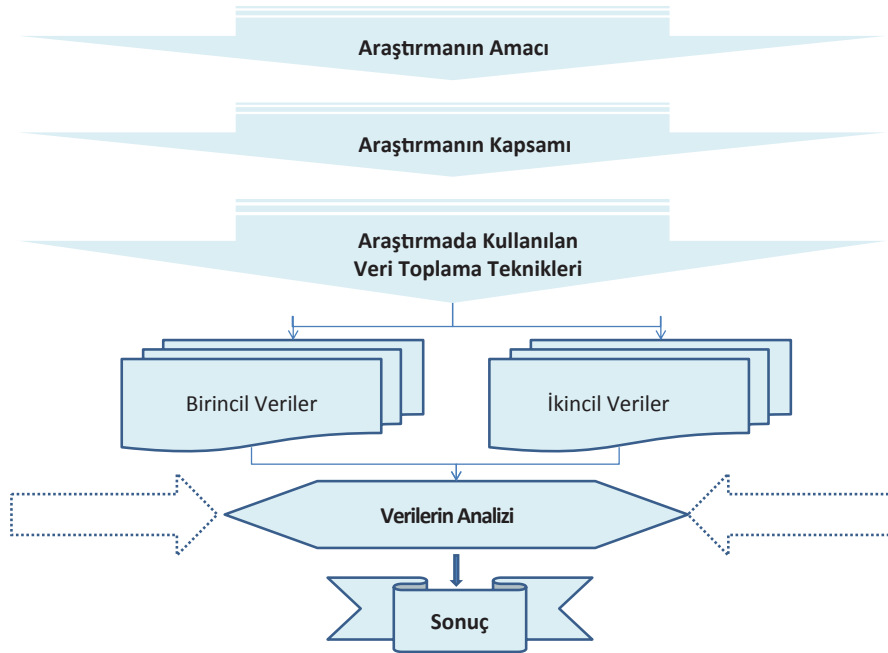 Araştırmanın Amacı
Araştırmanın Kapsamı
Araştırmada Kullanılan
Veri Toplama Teknikleri
Birincil Veriler
İkincil Veriler
Verilerin Analizi
Sonuç